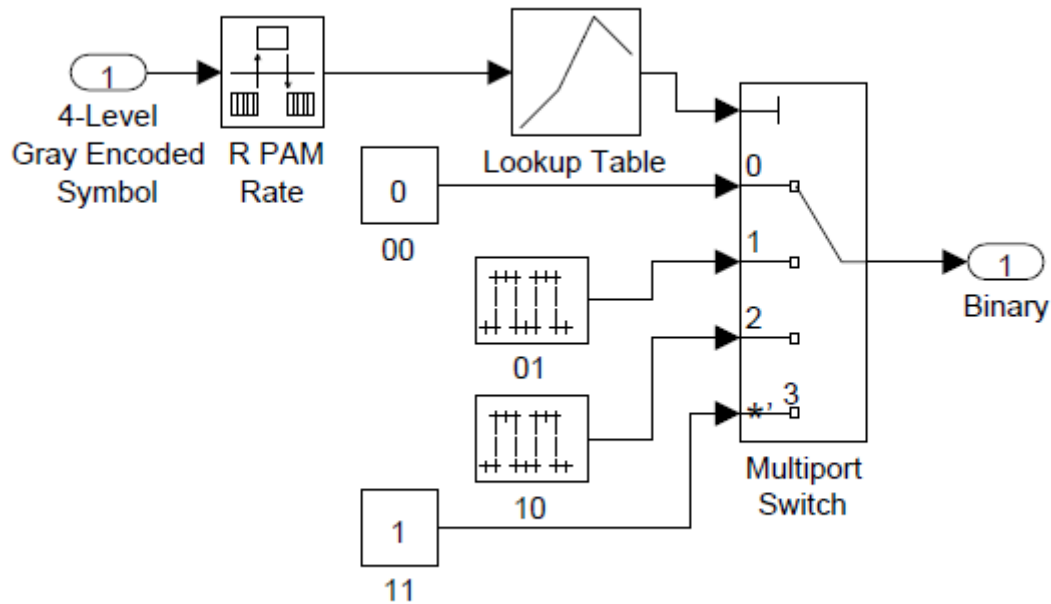 1
4-Level
Gray Encoded
Symbol
R PAM
Rate
Lookup Table
0
00
01
10
1
11
0
1
2
*, 3
Multiport
Switch
1
Binary